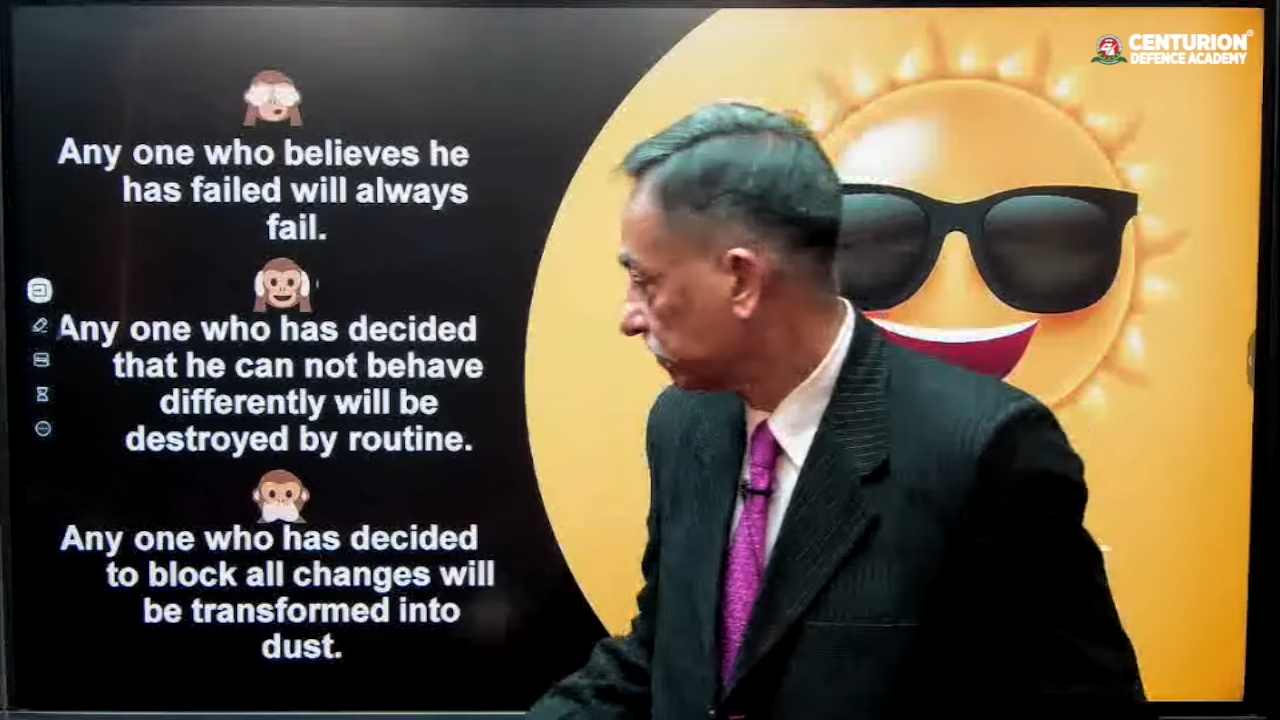 CENTURION
DEFENCE ACADEMY
Any one who believes he
has failed will always
fail.
Any one who has decided
that he can not behave
differently will be
destroyed by routine.
Any one who has decided
to block all changes will
be transformed into
dust.